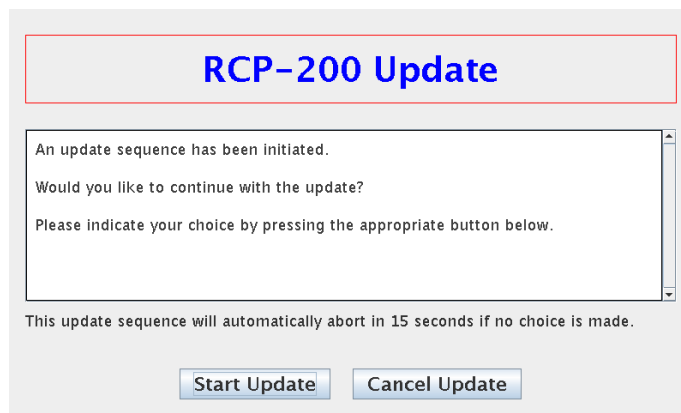 RCP-200 Update
An update sequence has been initiated.
Would you like to continue with the update?
Please indicate your choice by pressing the appropriate button below.
This update sequence will automatically abort in 15 seconds if no choice is made.
Start Update
Cancel Update